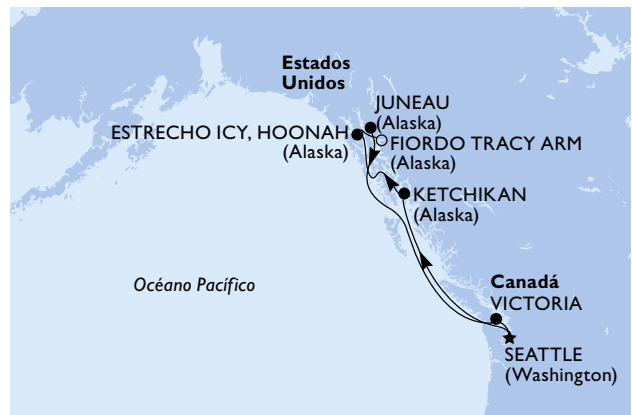 Estados
Unidos
JUNEAU
(Alaska)
ESTRECHO ICY, HOONAH
(Alaska)
FIORDO TRACY ARM
(Alaska)
KETCHIKAN
(Alaska)
Océano Pacífico
Canadá
VICTORIA
SEATTLE
(Washington)